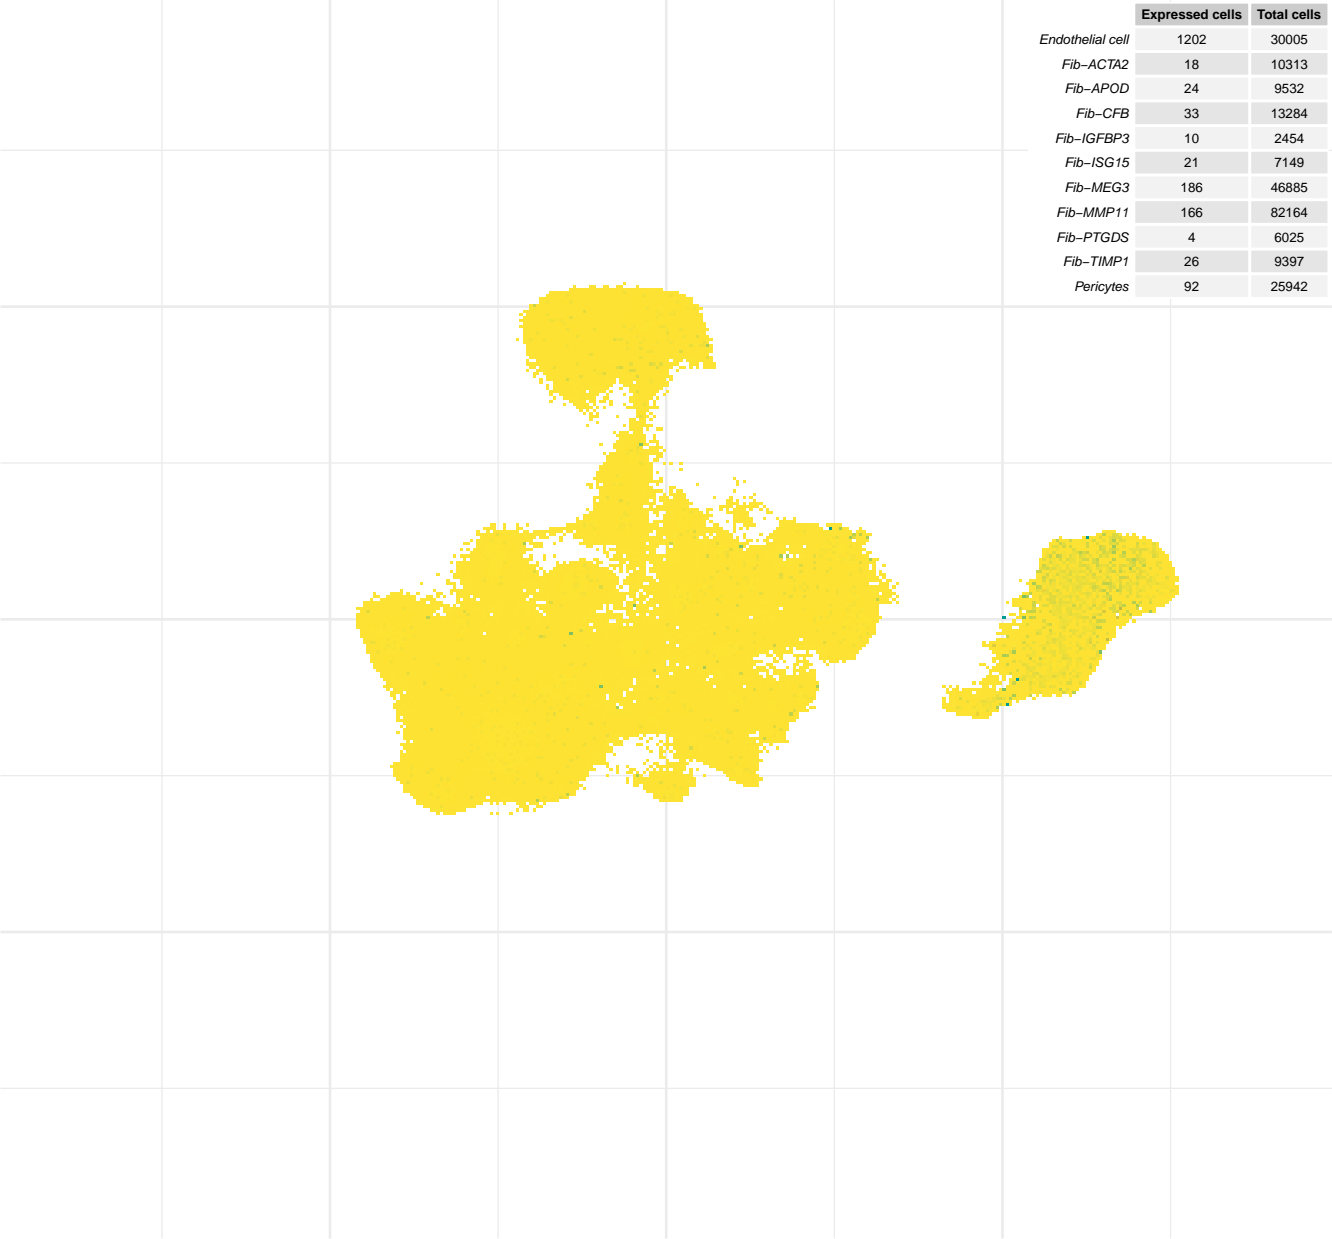 Expressed cells Total cells
Endothelial cell 1202 30005
Fib−ACTA2 18 10313
Fib−APOD 24 9532
Fib−CFB 33 13284
Fib−IGFBP3 10 2454
Fib−ISG15 21 7149
Fib−MEG3 186 46885
Fib−MMP11 166 82164
Fib−PTGDS 4 6025
Fib−TIMP1 26 9397
Pericytes 92 25942